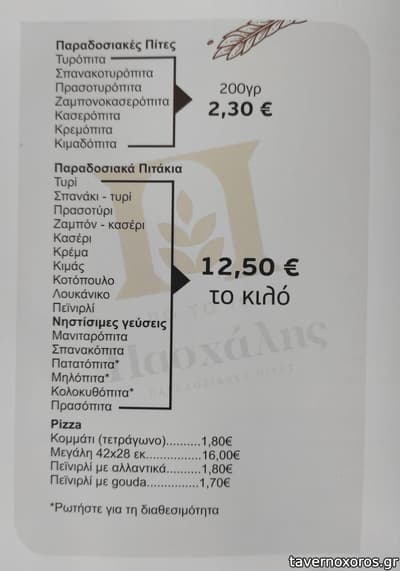 Παραδοσιακές Πίτες
Τυρόπιτα
Σπανακοτυρόπιτα
Πρασοτυρόπιτα
Ζαμπονοκασερόπιτα
Κασερόπιτα
Κρεμόπιτα
Κιμαδόπιτα
200γρ
2,30 €
Παραδοσιακά Πιτάκια
Τυρί
Σπανάκι - τυρί
Πρασοτύρι
Ζαμπόν - κασέρι
Κασέρι
Κρέμα
Κιμάς
Κοτόπουλο
Λουκάνικο
Πεϊνιρλί
Νηστίσιμες γεύσεις
Μανιταρόπιτα
Σπανακόπιτα
Πατατόπιτα*
Μηλόπιτα*
Κολοκυθόπιτα*
Πρασόπιτα
12,50 €
το κιλό
Πασχάλης
Pizza
Κομμάτι (τετράγωνο)..........1,80€
Μεγάλη 42x28 εκ................16,00€
Πεϊνιρλί με αλλαντικά..........1,80€
Πεϊνιρλί με gouda...............1,70€
*Ρωτήστε για τη διαθεσιμότητα
tavernoxoros.gr